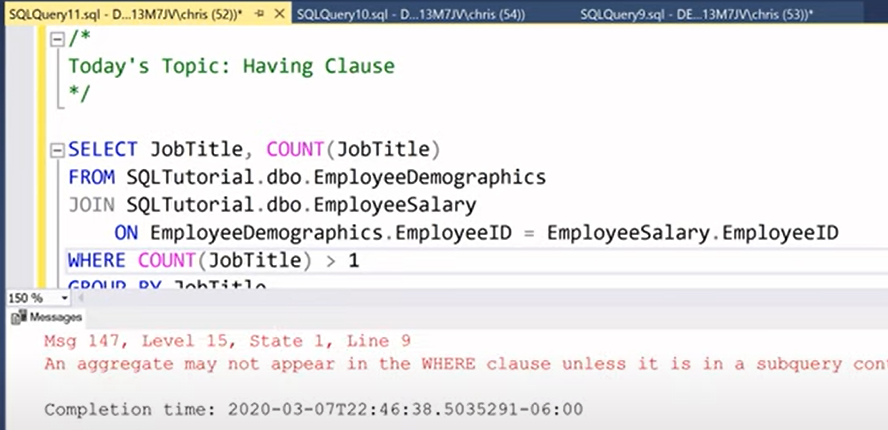 SQLQuery11.sql - D...13M7JV\chris (52))* SQLQuery10.sql - D...13M7JV\chris (54)) SQLQuery9.sql - DE...13M7JV\chris (53))*
/*
Today's Topic: Having Clause
*/
SELECT JobTitle, COUNT(JobTitle)
FROM SQLTutorial.dbo.EmployeeDemographics
JOIN SQLTutorial.dbo.EmployeeSalary
ON EmployeeDemographics.EmployeeID = EmployeeSalary.EmployeeID
WHERE COUNT(JobTitle) > 1
GROUP BY JobTitle
150 %
Messages
Msg 147, Level 15, State 1, Line 9
An aggregate may not appear in the WHERE clause unless it is in a subquery con
Completion time: 2020-03-07T22:46:38.5035291-06:00